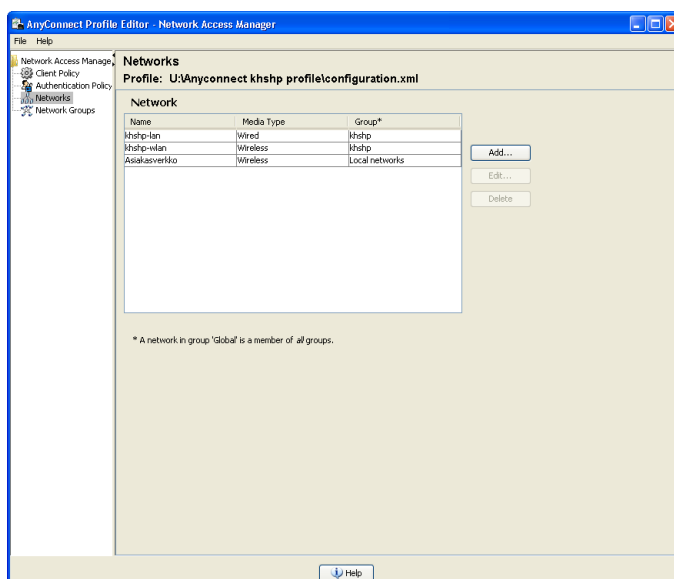 AnyConnect Profile Editor - Network Access Manager
File Help
Network Access Manage
Client Policy
Authentication Policy
Networks
Network Groups
Networks
Profile: U:\Anyconnect khshp profile\configuration.xml
Network
Name Media Type Group*
khshp-lan Wired khshp
khshp-wlan Wireless khshp
Asiakasverkko Wireless Local networks
Add...
Edit...
Delete
* A network in group 'Global' is a member of all groups.
Help